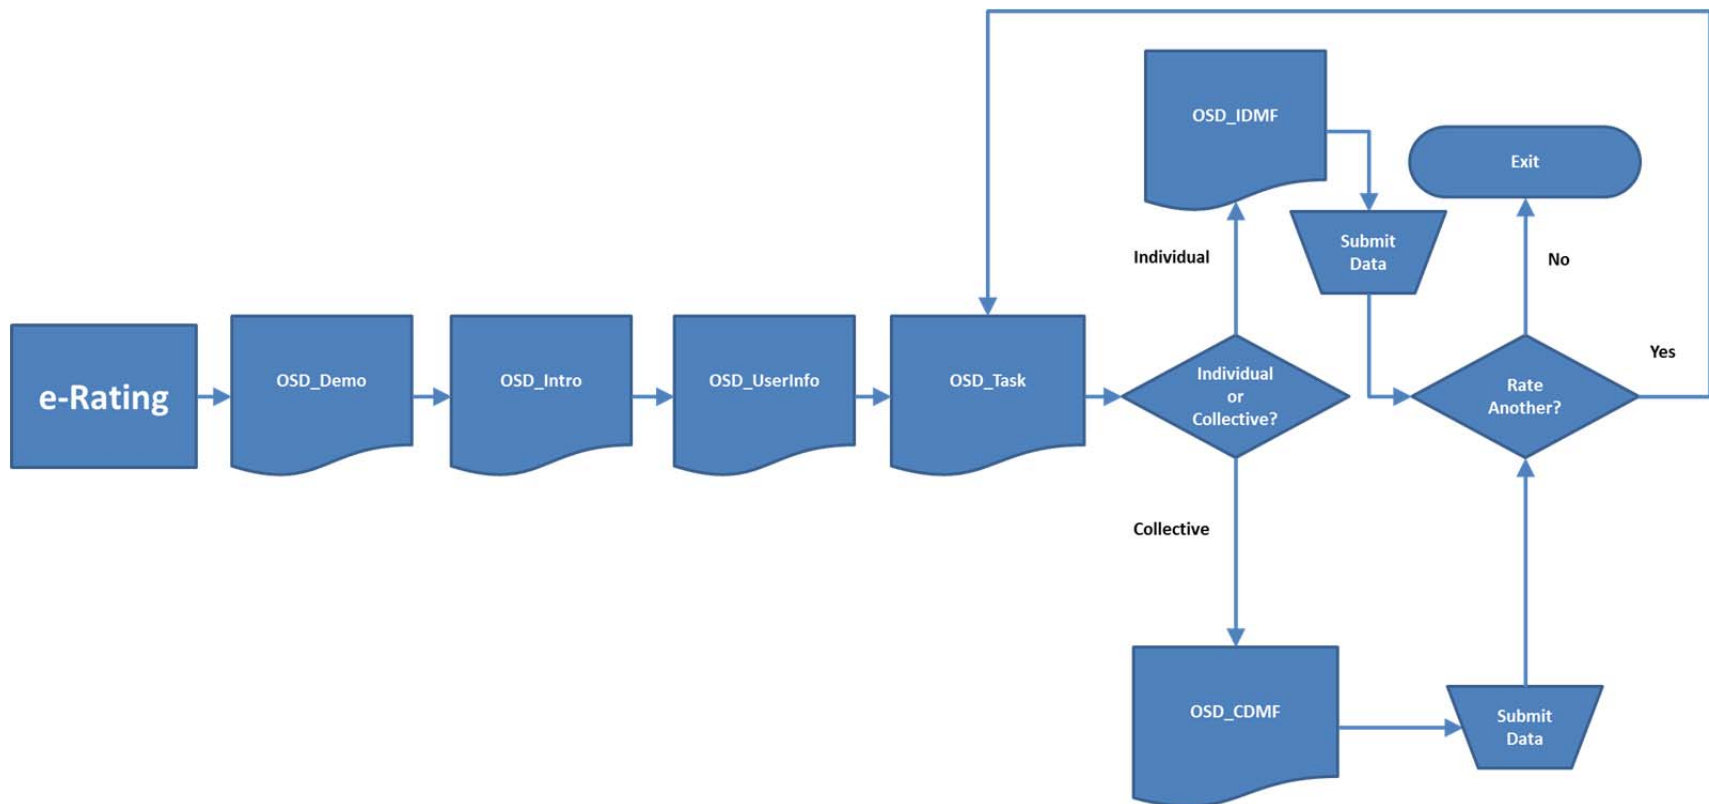 e-Rating
OSD_Demo
OSD_Intro
OSD_UserInfo
OSD_Task
Individual
or
Collective?
Individual
OSD_IDMF
Submit
Data
Collective
OSD_CDMF
Submit
Data
Rate
Another?
No
Exit
Yes